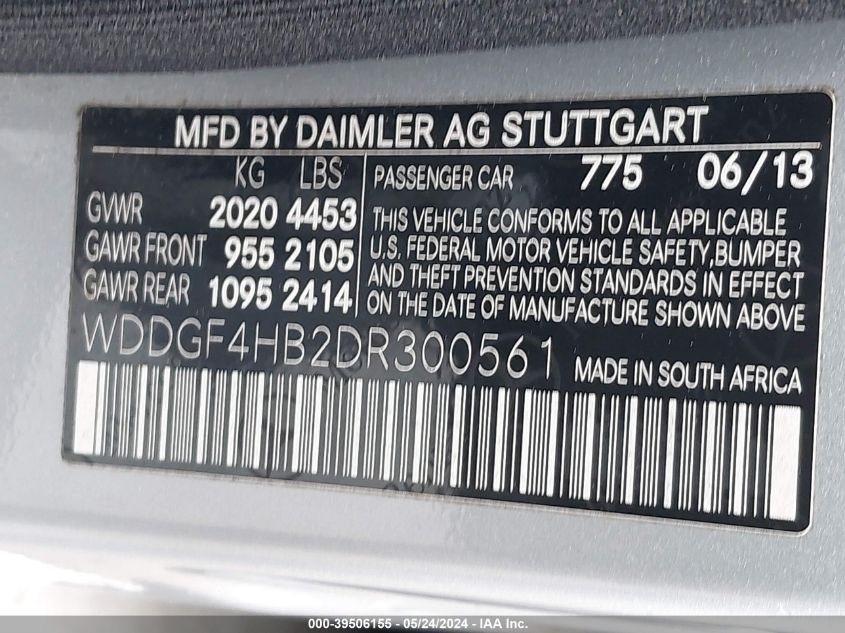 MFD BY DAIMLER AG STUTTGART
KG LBS
GVWR 2020 4453
GAWR FRONT 955 2105
GAWR REAR 1095 2414
PASSENGER CAR 775 06/13
THIS VEHICLE CONFORMS TO ALL APPLICABLE
U.S. FEDERAL MOTOR VEHICLE SAFETY,BUMPER
AND THEFT PREVENTION STANDARDS IN EFFECT
ON THE DATE OF MANUFACTURE SHOWN ABOVE
WDDGF4HB2DR300561 MADE IN SOUTH AFRICA
000-39506155 - 05/24/2024 - IAA Inc.